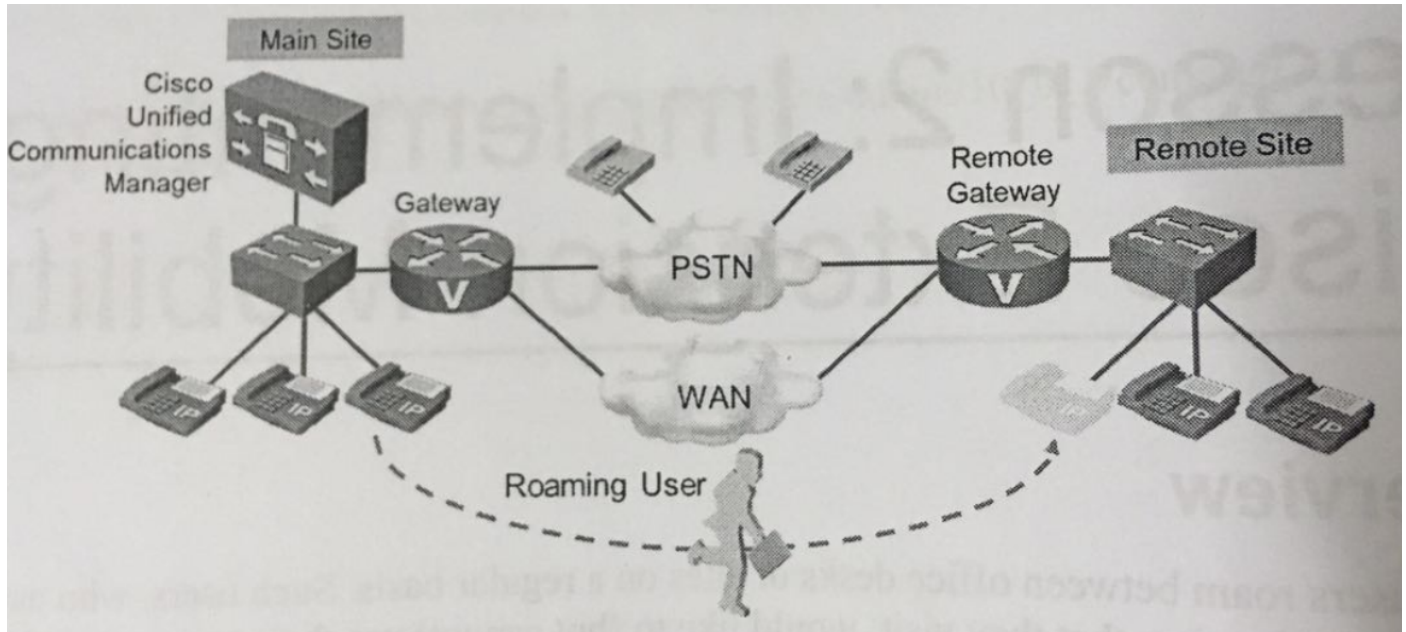 Main Site
Cisco
Unified
Communications
Manager
Gateway
V
PSTN
WAN
Remote
Gateway
V
Remote Site
IP
IP
IP
IP
IP
IP
Roaming User